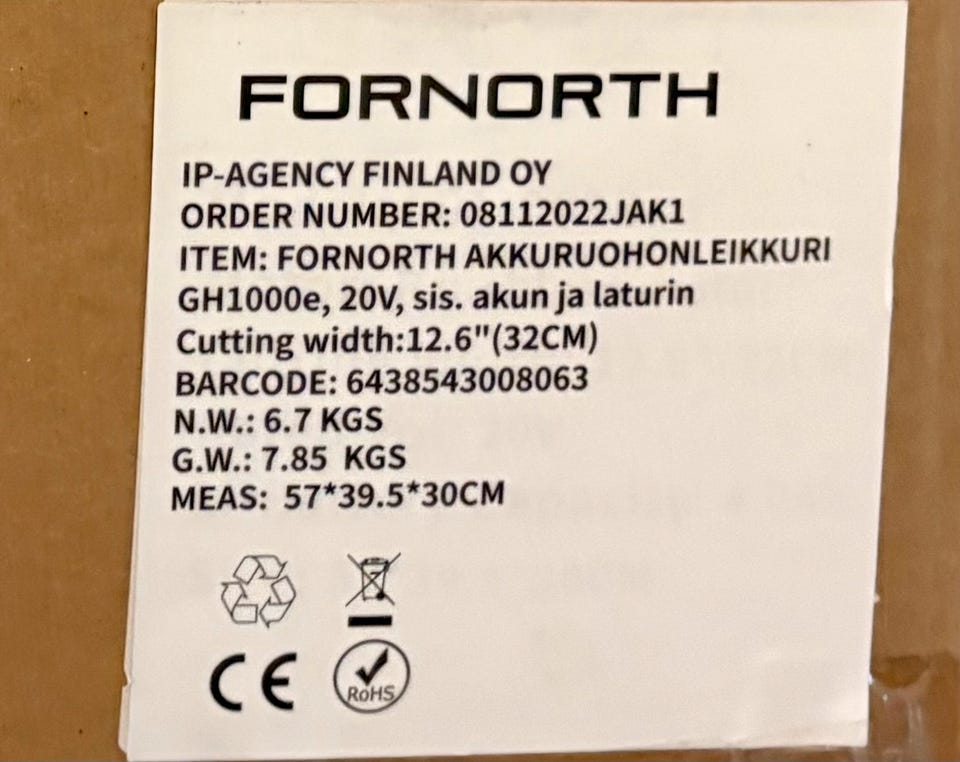 FORNORTH
IP-AGENCY FINLAND OY
ORDER NUMBER: 08112022JAK1
ITEM: FORNORTH AKKURUOHONLEIKKURI
GH1000e, 20V, sis. akun ja laturin
Cutting width:12.6"(32CM)
BARCODE: 6438543008063
N.W.: 6.7 KGS
G.W.: 7.85 KGS
MEAS: 57*39.5*30CM
CE
RoHS